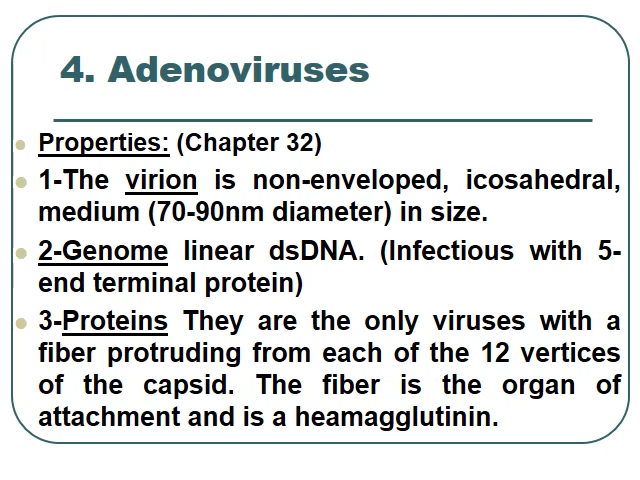 4. Adenoviruses
Properties: (Chapter 32)
1-The virion is non-enveloped, icosahedral,
medium (70-90nm diameter) in size.
2-Genome linear dsDNA. (Infectious with 5-
end terminal protein)
3-Proteins They are the only viruses with a
fiber protruding from each of the 12 vertices
of the capsid. The fiber is the organ of
attachment and is a heamagglutinin.